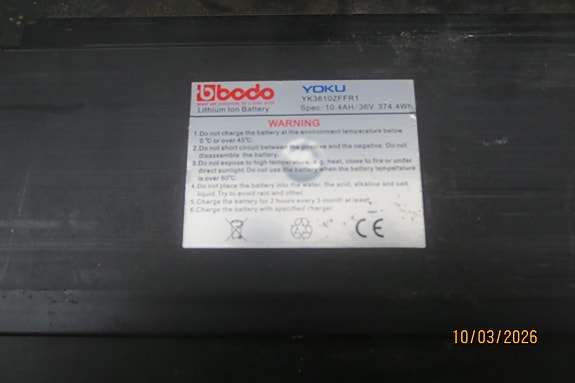 bodo
YOKU
YK3610ZFFR1
Lithium Ion Battery
Spec: 10.4AH/36V 374.4Wh
WARNING
1.Do not charge the battery at the environment temperature below
0℃ or over 45℃.
2.Do not short circuit between the positive and the negative. Do not
disassemble the battery.
3.Do not expose to high temperature, e.g. heat, close to fire or under
direct sunlight.Do not use the battery when the battery temperature
is over 60℃.
4.Do not place the battery into the water, the acid, alkaline and salt
liquid.Try to avoid rain and other.
5.Charge the battery for 2 hours every 3 month at least.
6.Charge the battery with specified charger.
CE
10/03/2026